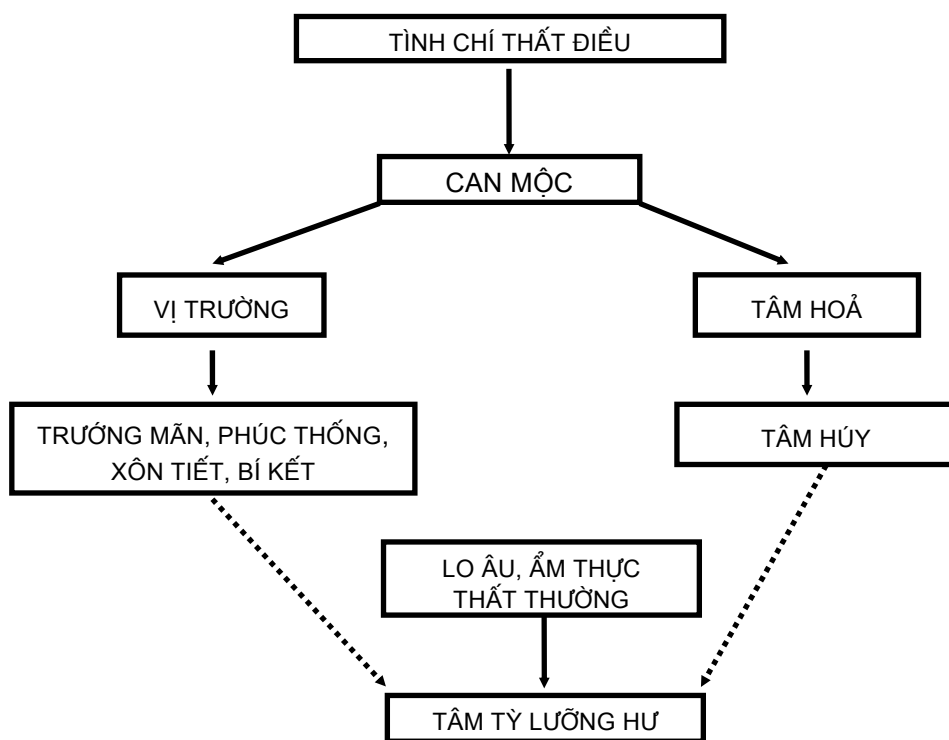 TÌNH CHÍ THẤT ĐIỀU
CAN MỘC
VỊ TRƯỜNG
TÂM HOẢ
TRƯỚNG MÃN, PHÚC THỐNG,
XÔN TIẾT, BÍ KẾT
TÂM HÚY
LO ÂU, ẨM THỰC
THẤT THƯỜNG
TÂM TỲ LƯỠNG HƯ